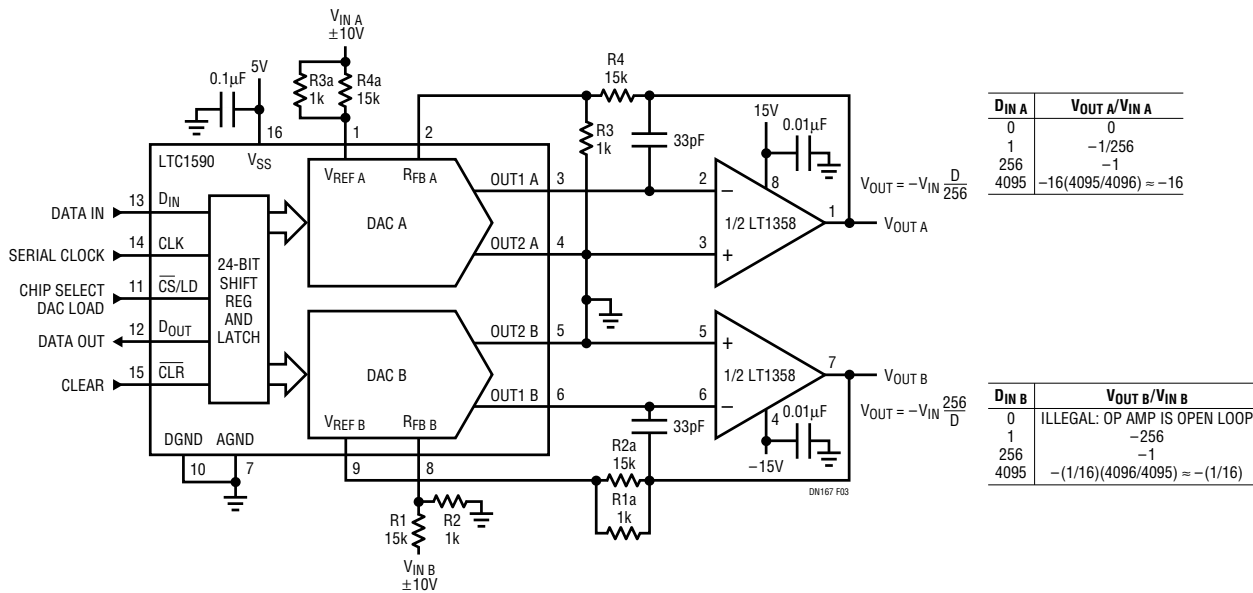 V_IN A
±10V
5V
0.1µF
R3a
1k
R4a
15k
R4
15k
16
1
2
LTC1590
V_SS
V_REF A
R_FB A
R3
1k
33pF
15V
0.01µF
8
DATA IN
13
D_IN
DAC A
OUT1 A
3
2
−
1/2 LT1358
1
V_OUT A
V_OUT = −V_IN D/256
SERIAL CLOCK
14
CLK
OUT2 A
4
3
+
CHIP SELECT
DAC LOAD
11
C̅S̅/LD
24-BIT
SHIFT
REG
AND
LATCH
DATA OUT
12
D_OUT
CLEAR
15
C̅L̅R̅
DAC B
OUT2 B
5
5
+
1/2 LT1358
7
V_OUT B
V_OUT = −V_IN 256/D
OUT1 B
6
6
−
4
0.01µF
−15V
33pF
V_REF B
R_FB B
DGND
AGND
10
7
9
8
R2a
15k
R1a
1k
R1
15k
R2
1k
V_IN B
±10V
DN167 F03
D_IN A V_OUT A/V_IN A
0 0
1 −1/256
256 −1
4095 −16(4095/4096) ≈ −16
D_IN B V_OUT B/V_IN B
0 ILLEGAL: OP AMP IS OPEN LOOP
1 −256
256 −1
4095 −(1/16)(4096/4095) ≈ −(1/16)